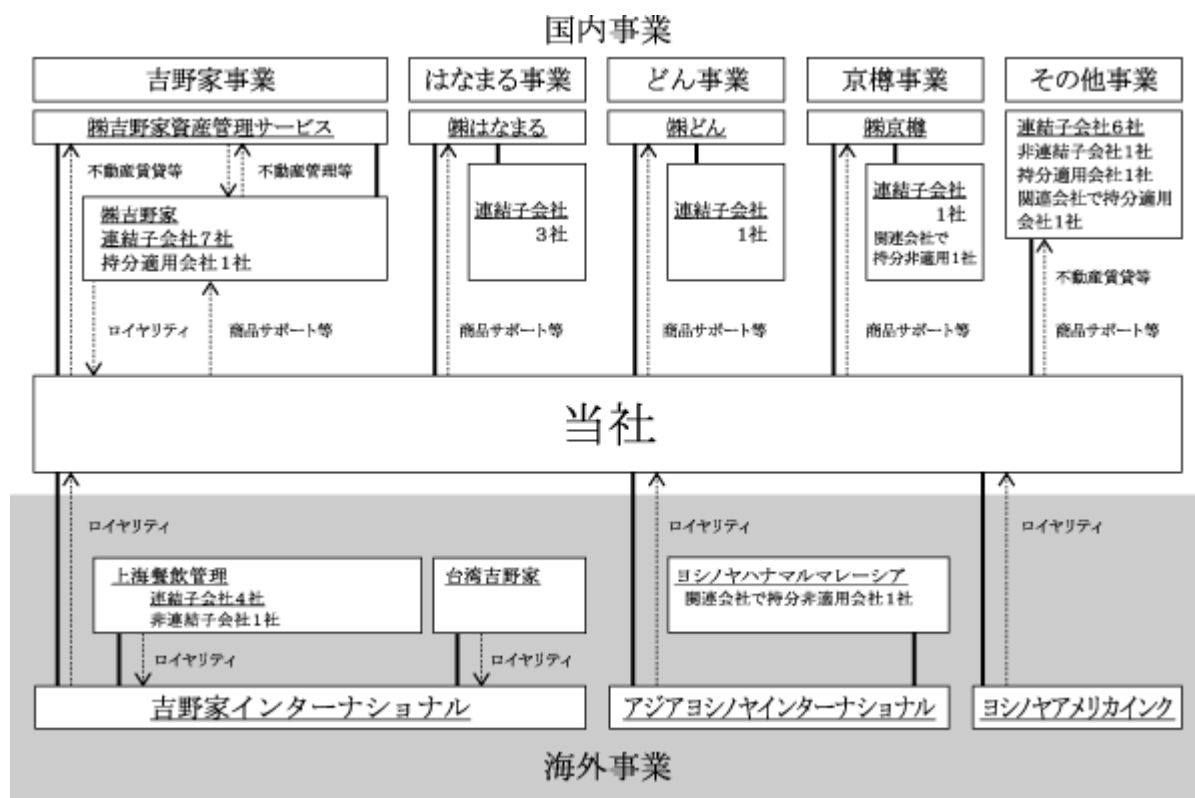 国内事業
吉野家事業
はなまる事業
どん事業
京樽事業
その他事業
㈱吉野家資産管理サービス
㈱はなまる
㈱どん
㈱京樽
連結子会社6社
非連結子会社1社
持分適用会社1社
関連会社で持分適用
会社1社
不動産賃貸等
不動産管理等
㈱吉野家
連結子会社7社
持分適用会社1社
連結子会社
3社
連結子会社
1社
連結子会社
1社
関連会社で
持分非適用1社
不動産賃貸等
ロイヤリティ
商品サポート等
商品サポート等
商品サポート等
商品サポート等
商品サポート等
当社
ロイヤリティ
ロイヤリティ
ロイヤリティ
上海餐飲管理
連結子会社4社
非連結子会社1社
台湾吉野家
ヨシノヤハナマルマレーシア
関連会社で持分非適用会社1社
ロイヤリティ
ロイヤリティ
吉野家インターナショナル
アジアヨシノヤインターナショナル
ヨシノヤアメリカインク
海外事業